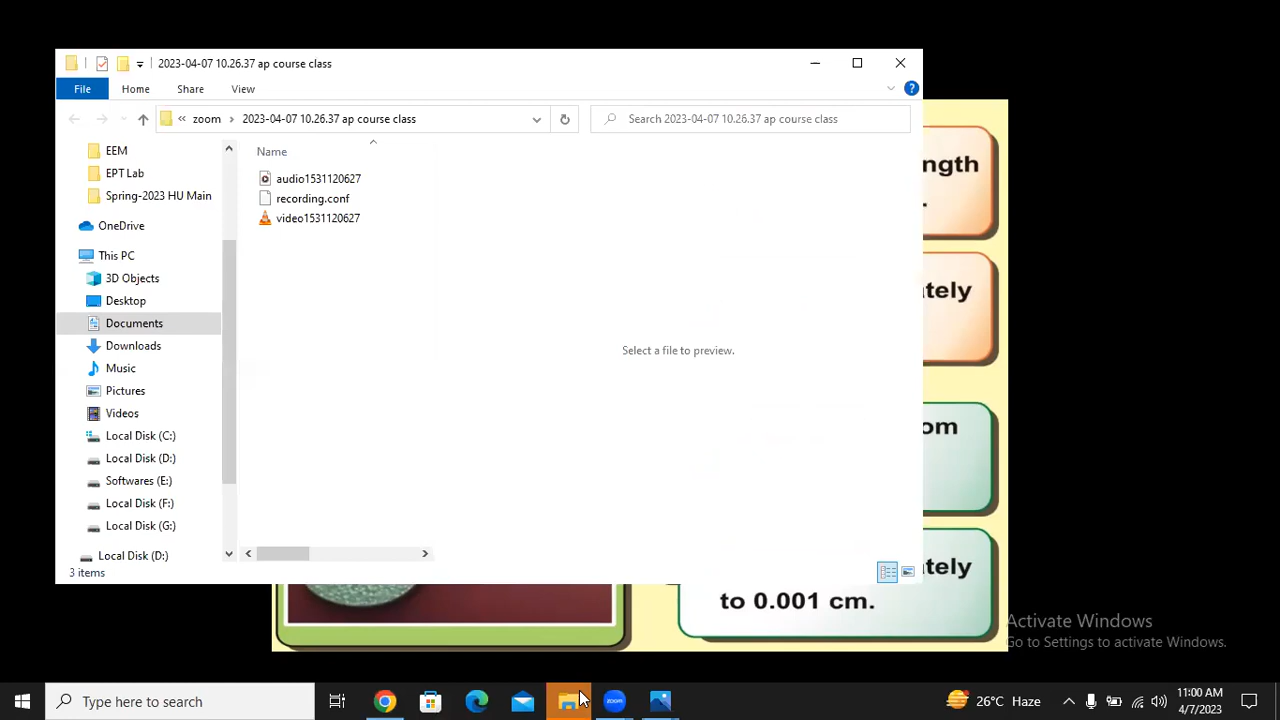 2023-04-07 10.26.37 ap course class
File Home Share View
zoom 2023-04-07 10.26.37 ap course class
Search 2023-04-07 10.26.37 ap course class
EEM
EPT Lab
Spring-2023 HU Main
OneDrive
This PC
3D Objects
Desktop
Documents
Downloads
Music
Pictures
Videos
Local Disk (C:)
Local Disk (D:)
Softwares (E:)
Local Disk (F:)
Local Disk (G:)
Local Disk (D:)
Name
audio1531120627
recording.conf
video1531120627
Select a file to preview.
3 items
ngth
.
tely
om
tely
to 0.001 cm.
Activate Windows
Go to Settings to activate Windows.
Type here to search
zoom
26°C Haze
11:00 AM
4/7/2023